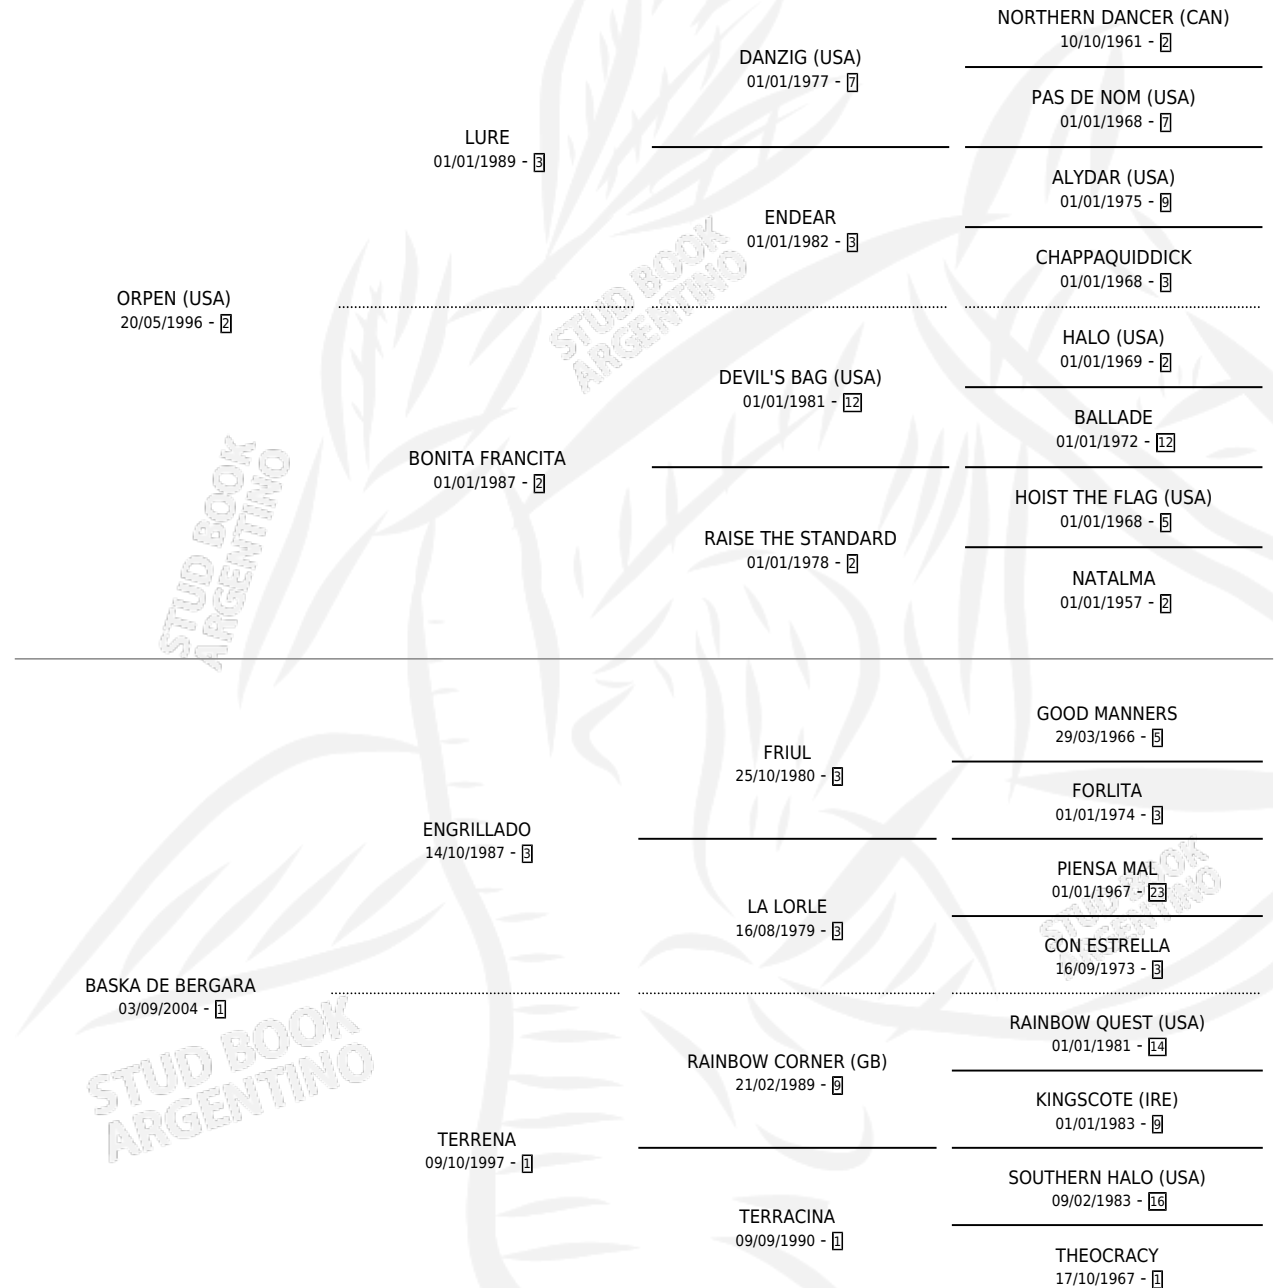 NORTHERN DANCER (CAN)
10/10/1961 - 2
DANZIG (USA)
01/01/1977 - 7
PAS DE NOM (USA)
01/01/1968 - 7
LURE
01/01/1989 - 3
ALYDAR (USA)
01/01/1975 - 9
ENDEAR
01/01/1982 - 3
CHAPPAQUIDDICK
01/01/1968 - 3
ORPEN (USA)
20/05/1996 - 2
STUD BOOK
ARGENTINO
HALO (USA)
01/01/1969 - 2
DEVIL'S BAG (USA)
01/01/1981 - 12
BALLADE
01/01/1972 - 12
BONITA FRANCITA
01/01/1987 - 2
HOIST THE FLAG (USA)
01/01/1968 - 5
RAISE THE STANDARD
01/01/1978 - 2
NATALMA
01/01/1957 - 2
STUD BOOK
ARGENTINO
GOOD MANNERS
29/03/1966 - 5
FRIUL
25/10/1980 - 3
FORLITA
01/01/1974 - 3
ENGRILLADO
14/10/1987 - 3
PIENSA MAL
01/01/1967 - 23
LA LORLE
16/08/1979 - 3
CON ESTRELLA
16/09/1973 - 3
STUD BOOK
ARGENTINO
BASKA DE BERGARA
03/09/2004 - 1
RAINBOW QUEST (USA)
01/01/1981 - 14
RAINBOW CORNER (GB)
21/02/1989 - 9
KINGSCOTE (IRE)
01/01/1983 - 9
STUD BOOK
ARGENTINO
TERRENA
09/10/1997 - 1
SOUTHERN HALO (USA)
09/02/1983 - 16
TERRACINA
09/09/1990 - 1
THEOCRACY
17/10/1967 - 1